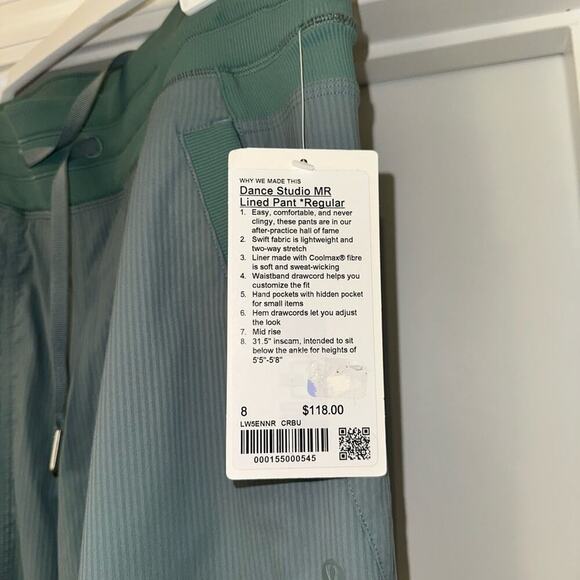 WHY WE MADE THIS
Dance Studio MR
Lined Pant *Regular
1. Easy, comfortable, and never
clingy, these pants are in our
after-practice hall of fame
2. Swift fabric is lightweight and
two-way stretch
3. Liner made with Coolmax® fibre
is soft and sweat-wicking
4. Waistband drawcord helps you
customize the fit
5. Hand pockets with hidden pocket
for small items
6. Hem drawcords let you adjust
the look
7. Mid rise
8. 31.5" inseam, intended to sit
below the ankle for heights of
5'5"-5'8"
8 $118.00
LW5ENNR CRBU
000155000545